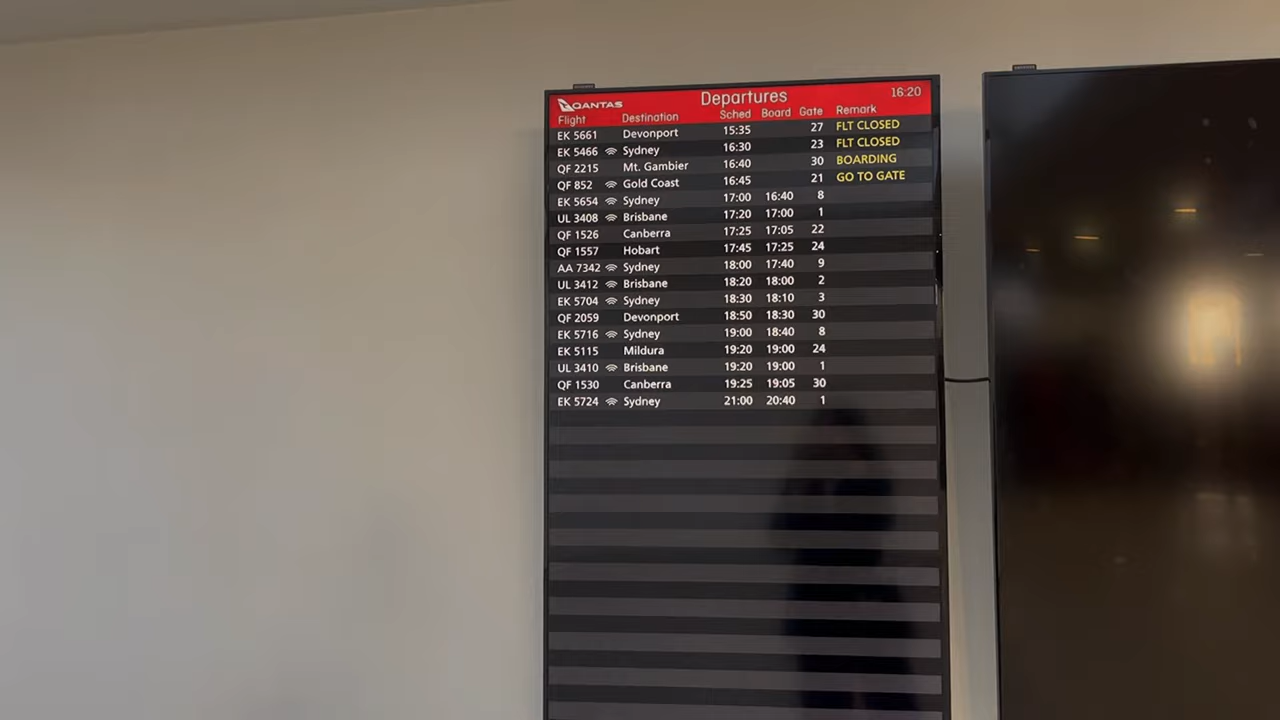 QANTAS Departures 16:20
Flight Destination Sched Board Gate Remark
EK 5661 Devonport 15:35 27 FLT CLOSED
EK 5466 Sydney 16:30 23 FLT CLOSED
QF 2215 Mt. Gambier 16:40 30 BOARDING
QF 852 Gold Coast 16:45 21 GO TO GATE
EK 5654 Sydney 17:00 16:40 8
UL 3408 Brisbane 17:20 17:00 1
QF 1526 Canberra 17:25 17:05 22
QF 1557 Hobart 17:45 17:25 24
AA 7342 Sydney 18:00 17:40 9
UL 3412 Brisbane 18:20 18:00 2
EK 5704 Sydney 18:30 18:10 3
QF 2059 Devonport 18:50 18:30 30
EK 5716 Sydney 19:00 18:40 8
EK 5115 Mildura 19:20 19:00 24
UL 3410 Brisbane 19:20 19:00 1
QF 1530 Canberra 19:25 19:05 30
EK 5724 Sydney 21:00 20:40 1